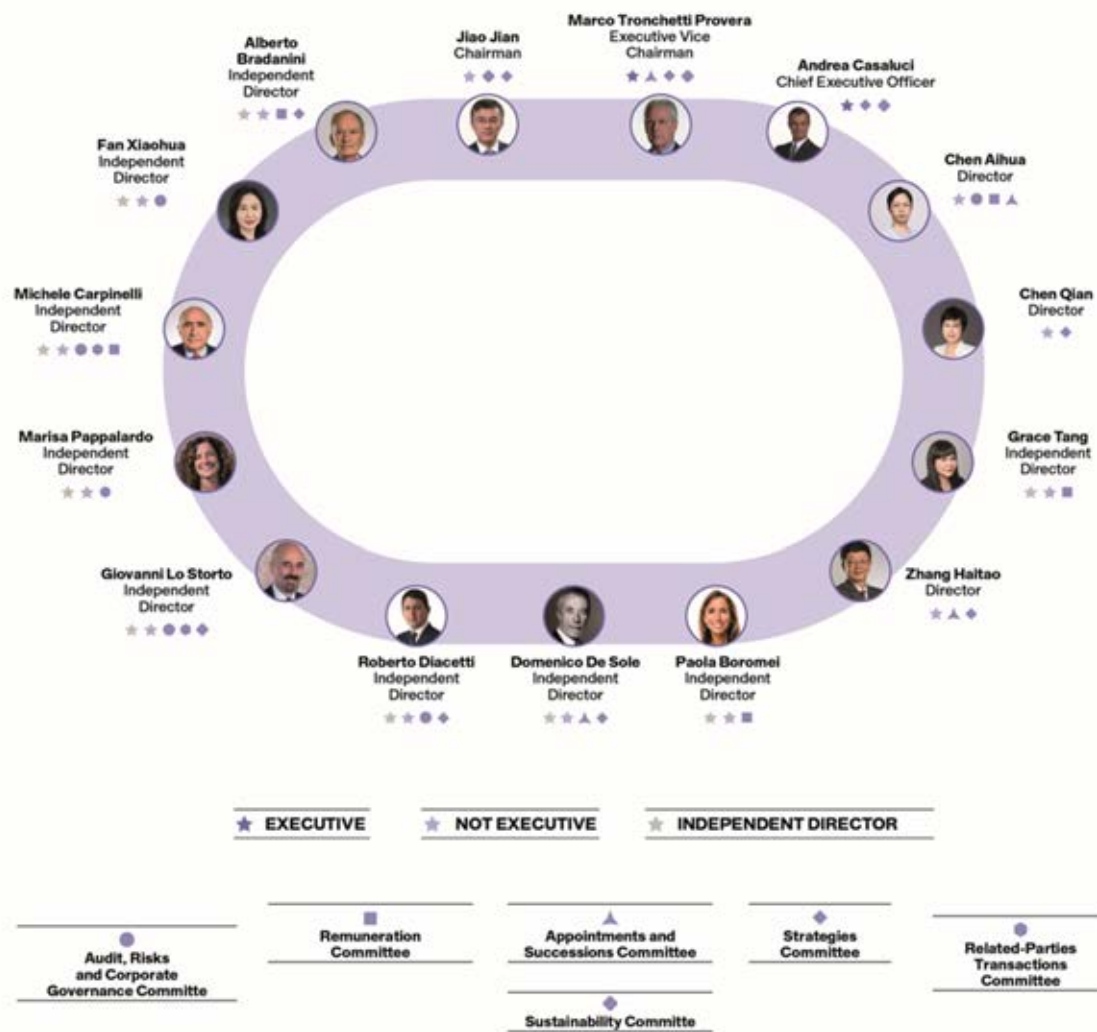 Marco Tronchetti Provera
Executive Vice
Chairman
Jiao Jian
Chairman
Alberto
Bradanini
Independent
Director
Andrea Casaluci
Chief Executive Officer
Fan Xiaohua
Independent
Director
Chen Aihua
Director
Michele Carpinelli
Independent
Director
Chen Qian
Director
Marisa Pappalardo
Independent
Director
Grace Tang
Independent
Director
Giovanni Lo Storto
Independent
Director
Zhang Haitao
Director
Roberto Diacetti
Independent
Director
Domenico De Sole
Independent
Director
Paola Boromei
Independent
Director
EXECUTIVE
NOT EXECUTIVE
INDEPENDENT DIRECTOR
Audit, Risks
and Corporate
Governance Committe
Remuneration
Committee
Appointments and
Successions Committee
Strategies
Committee
Related-Parties
Transactions
Committee
Sustainability Committe